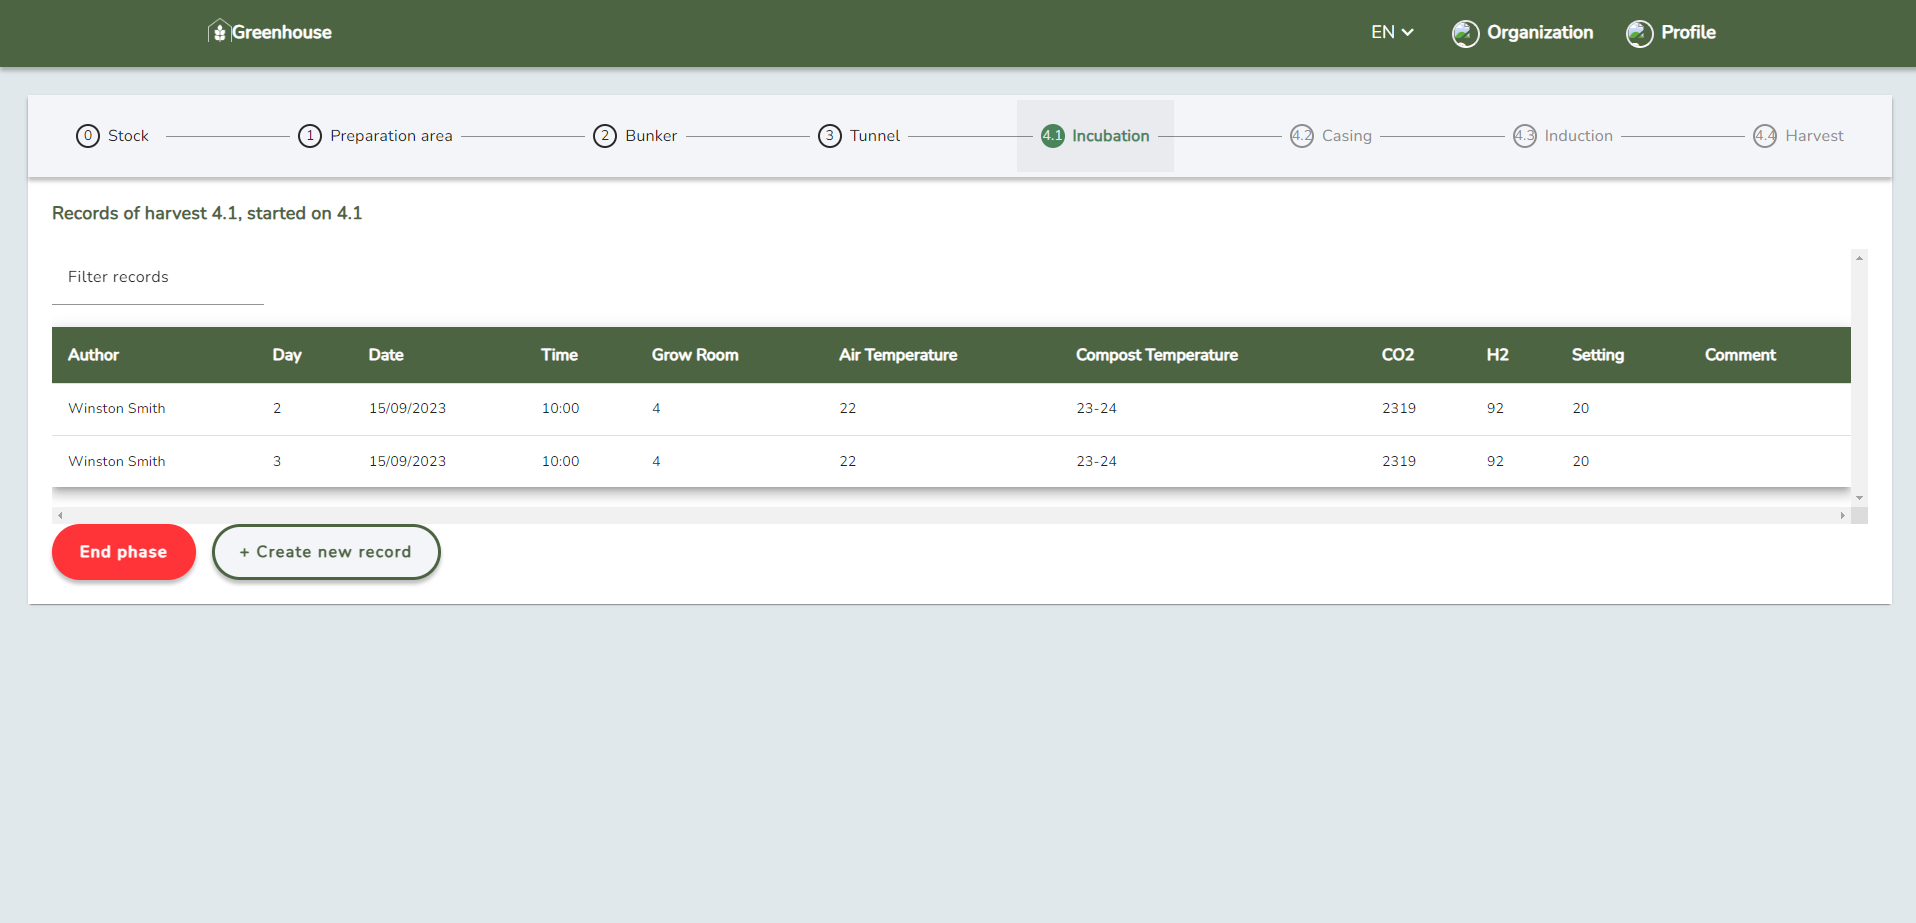 Greenhouse EN Organization Profile
0 Stock 1 Preparation area 2 Bunker 3 Tunnel 4.1 Incubation 4.2 Casing 4.3 Induction 4.4 Harvest
Records of harvest 4.1, started on 4.1
Filter records
Author Day Date Time Grow Room Air Temperature Compost Temperature CO2 H2 Setting Comment
Winston Smith 2 15/09/2023 10:00 4 22 23-24 2319 92 20
Winston Smith 3 15/09/2023 10:00 4 22 23-24 2319 92 20
End phase + Create new record